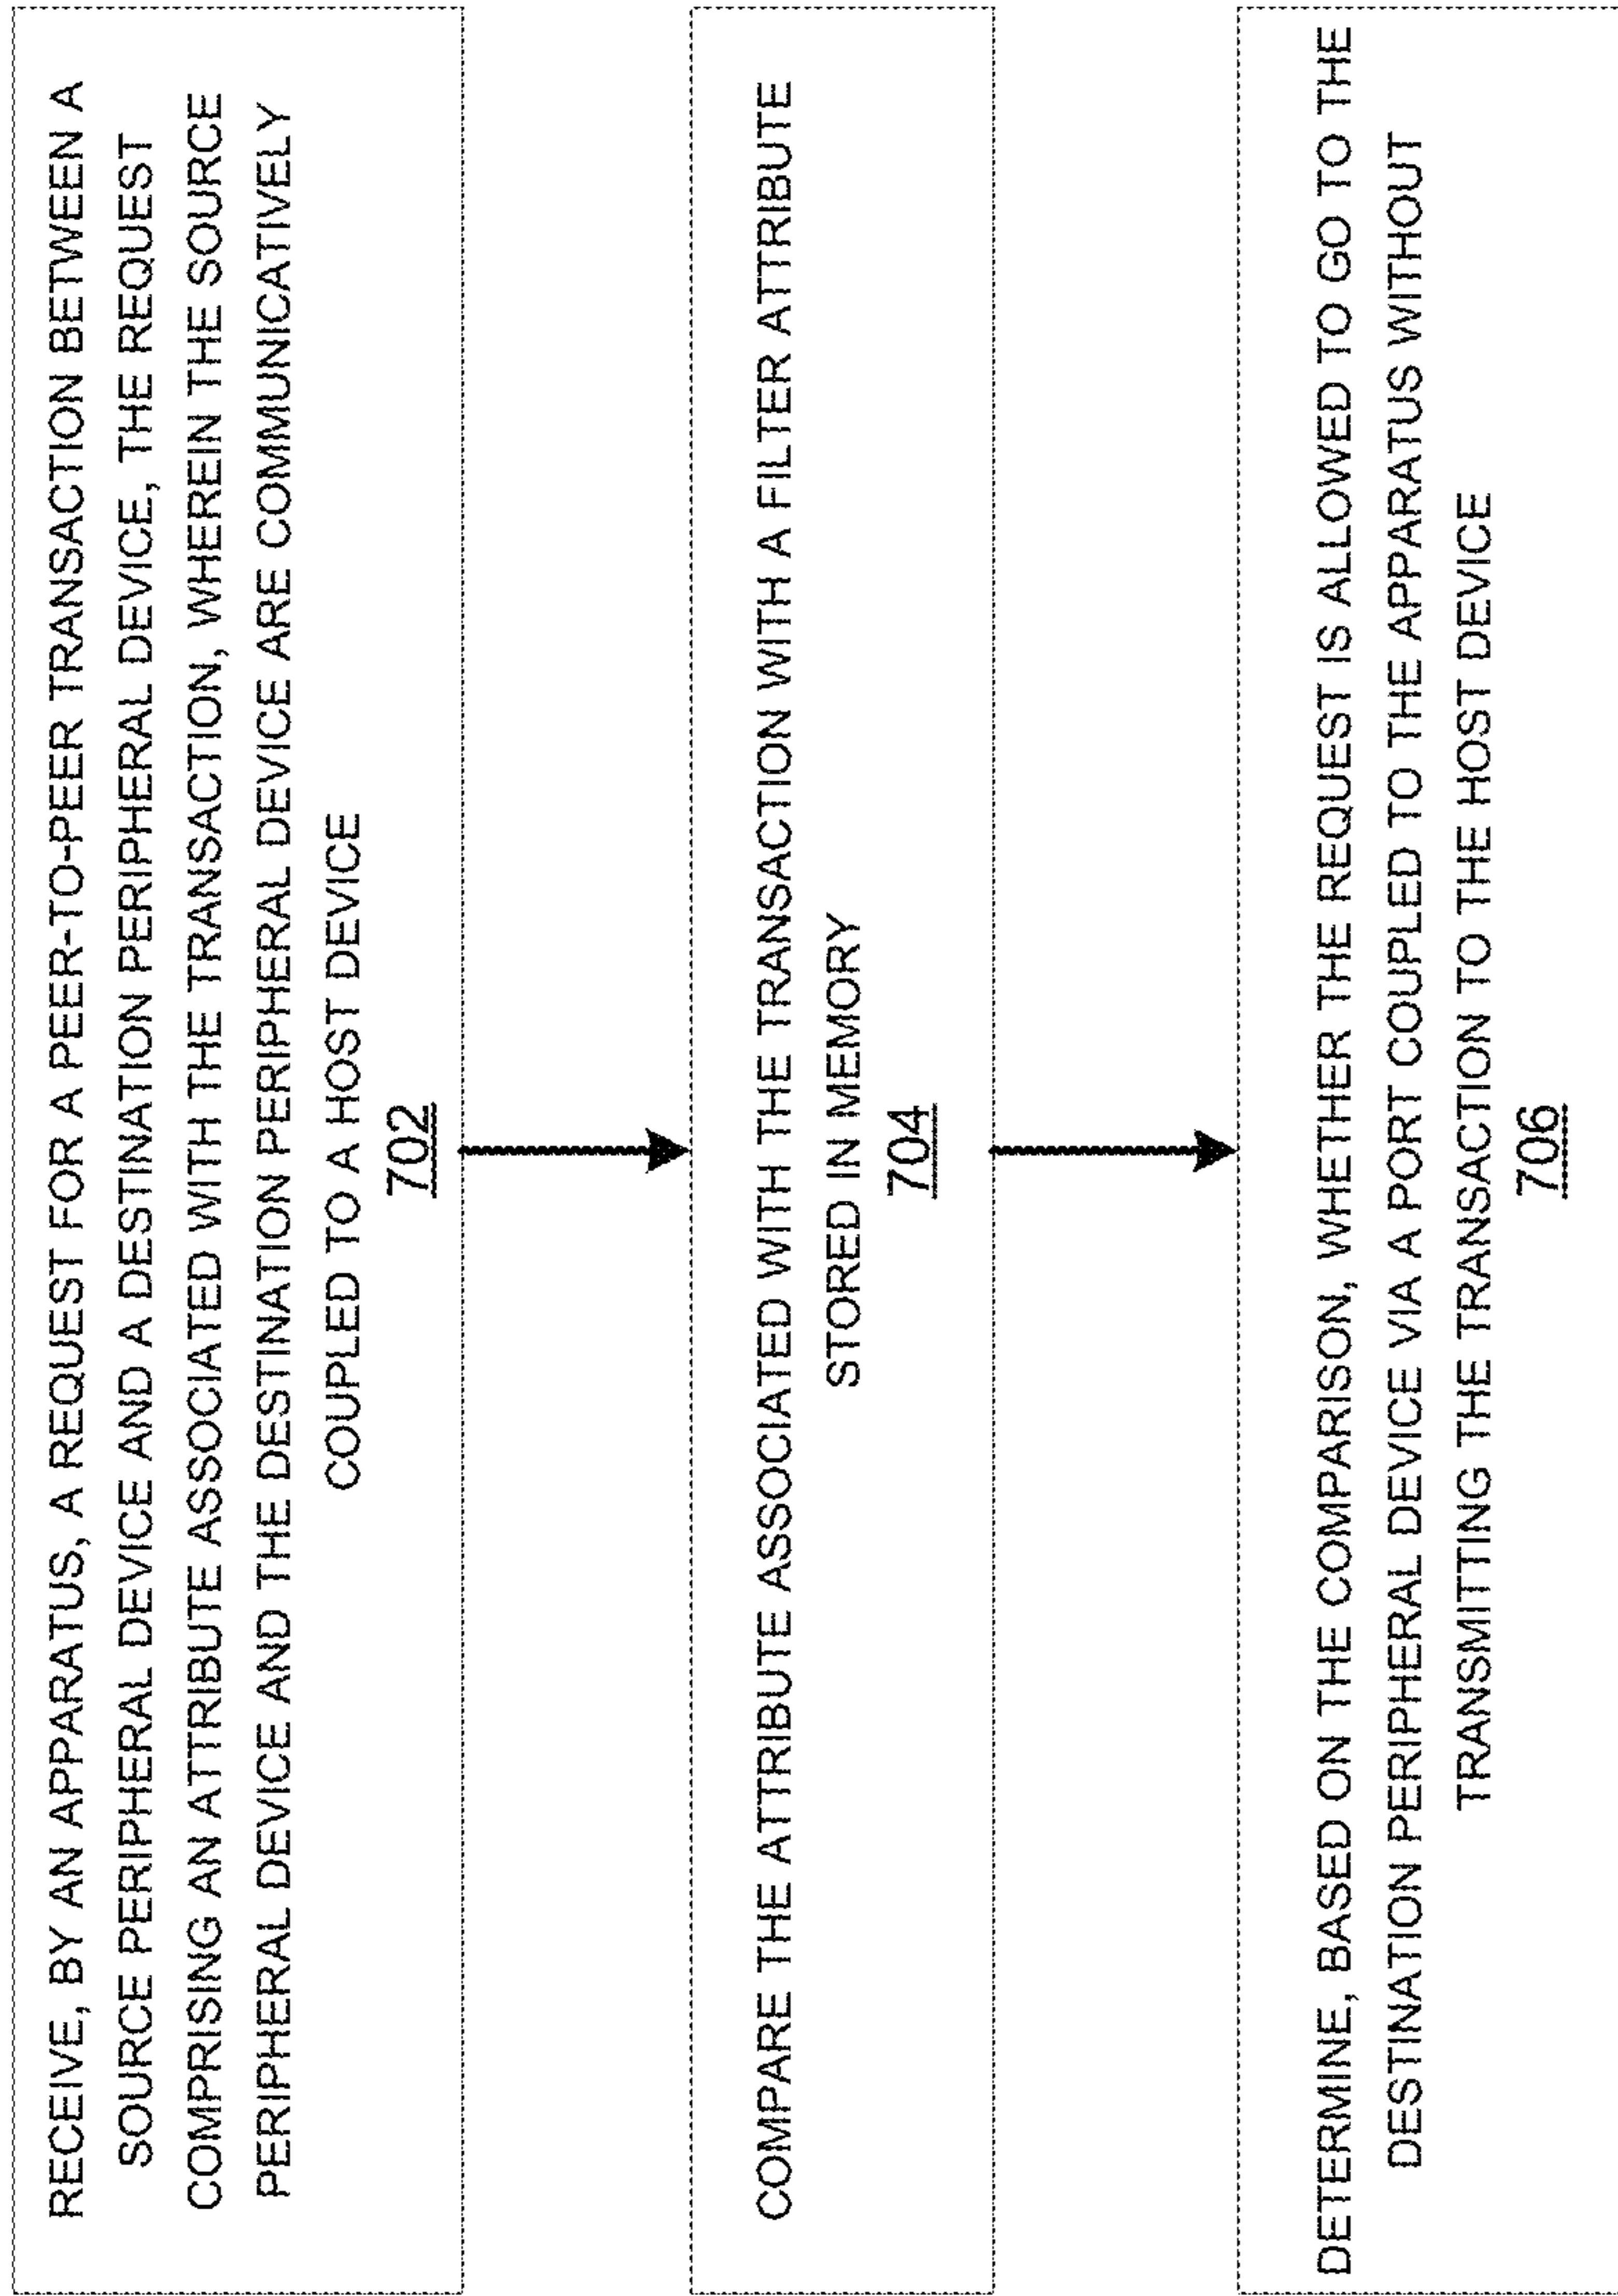 RECEIVE, BY AN APPARATUS, A REQUEST FOR A PEER-TO-PEER TRANSACTION BETWEEN A
SOURCE PERIPHERAL DEVICE AND A DESTINATION PERIPHERAL DEVICE, THE REQUEST
COMPRISING AN ATTRIBUTE ASSOCIATED WITH THE TRANSACTION, WHEREIN THE SOURCE
PERIPHERAL DEVICE AND THE DESTINATION PERIPHERAL DEVICE ARE COMMUNICATIVELY
COUPLED TO A HOST DEVICE
702
COMPARE THE ATTRIBUTE ASSOCIATED WITH THE TRANSACTION WITH A FILTER ATTRIBUTE
STORED IN MEMORY
704
DETERMINE, BASED ON THE COMPARISON, WHETHER THE REQUEST IS ALLOWED TO GO TO THE
DESTINATION PERIPHERAL DEVICE VIA A PORT COUPLED TO THE APPARATUS WITHOUT
TRANSMITTING THE TRANSACTION TO THE HOST DEVICE
706